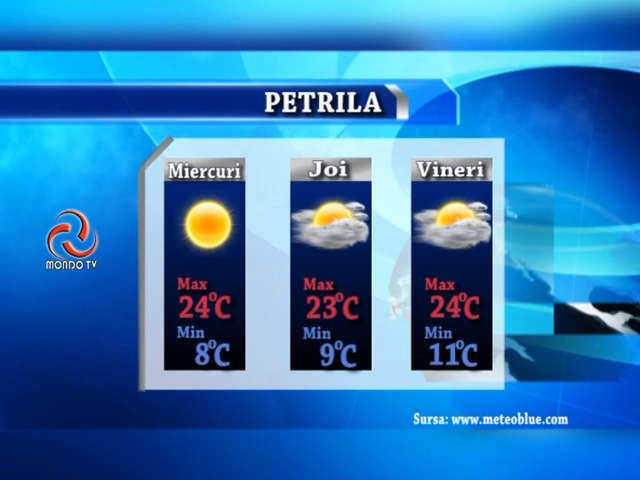 PETRILA
Miercuri
Joi
Vineri
Max
24°C
Min
8°C
Max
23°C
Min
9°C
Max
24°C
Min
11°C
MONDO TV
Sursa: www.meteoblue.com